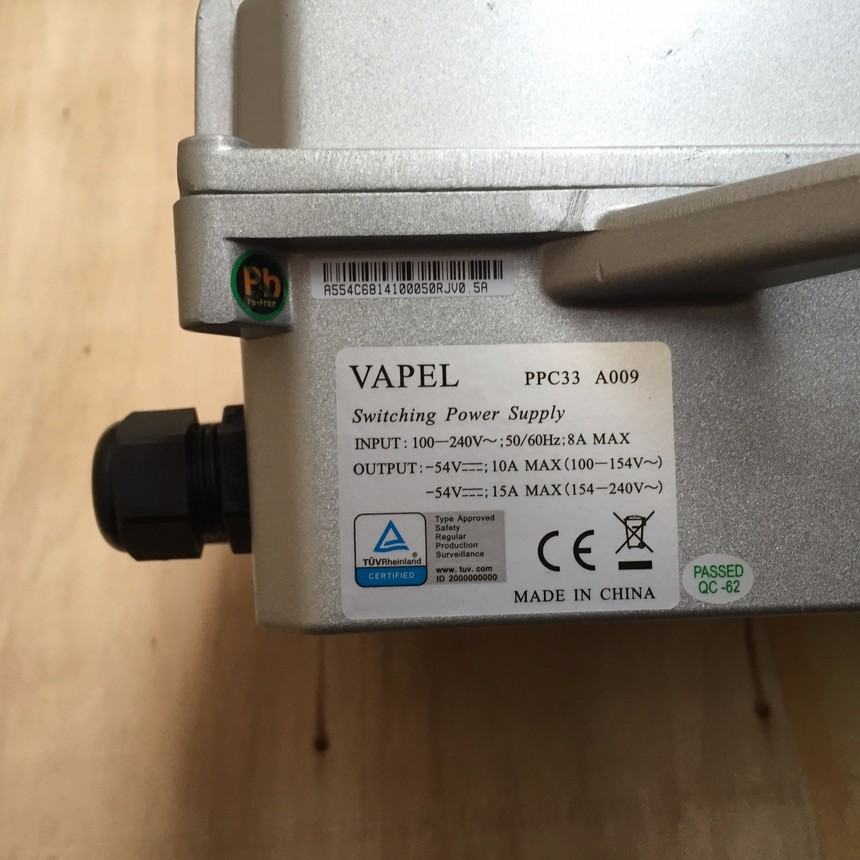 Pb
Pb-Free
A554C6814100050RJV0.5A
VAPEL PPC33 A009
Switching Power Supply
INPUT: 100—240V～;50/60Hz;8A MAX
OUTPUT:-54V⎓; 10A MAX(100—154V～)
-54V⎓; 15A MAX(154—240V～)
TÜVRheinland®
CERTIFIED
Type Approved
Safety
Regular
Production
Surveillance
www.tuv.com
ID 2000000000
CE
MADE IN CHINA
PASSED
QC-62